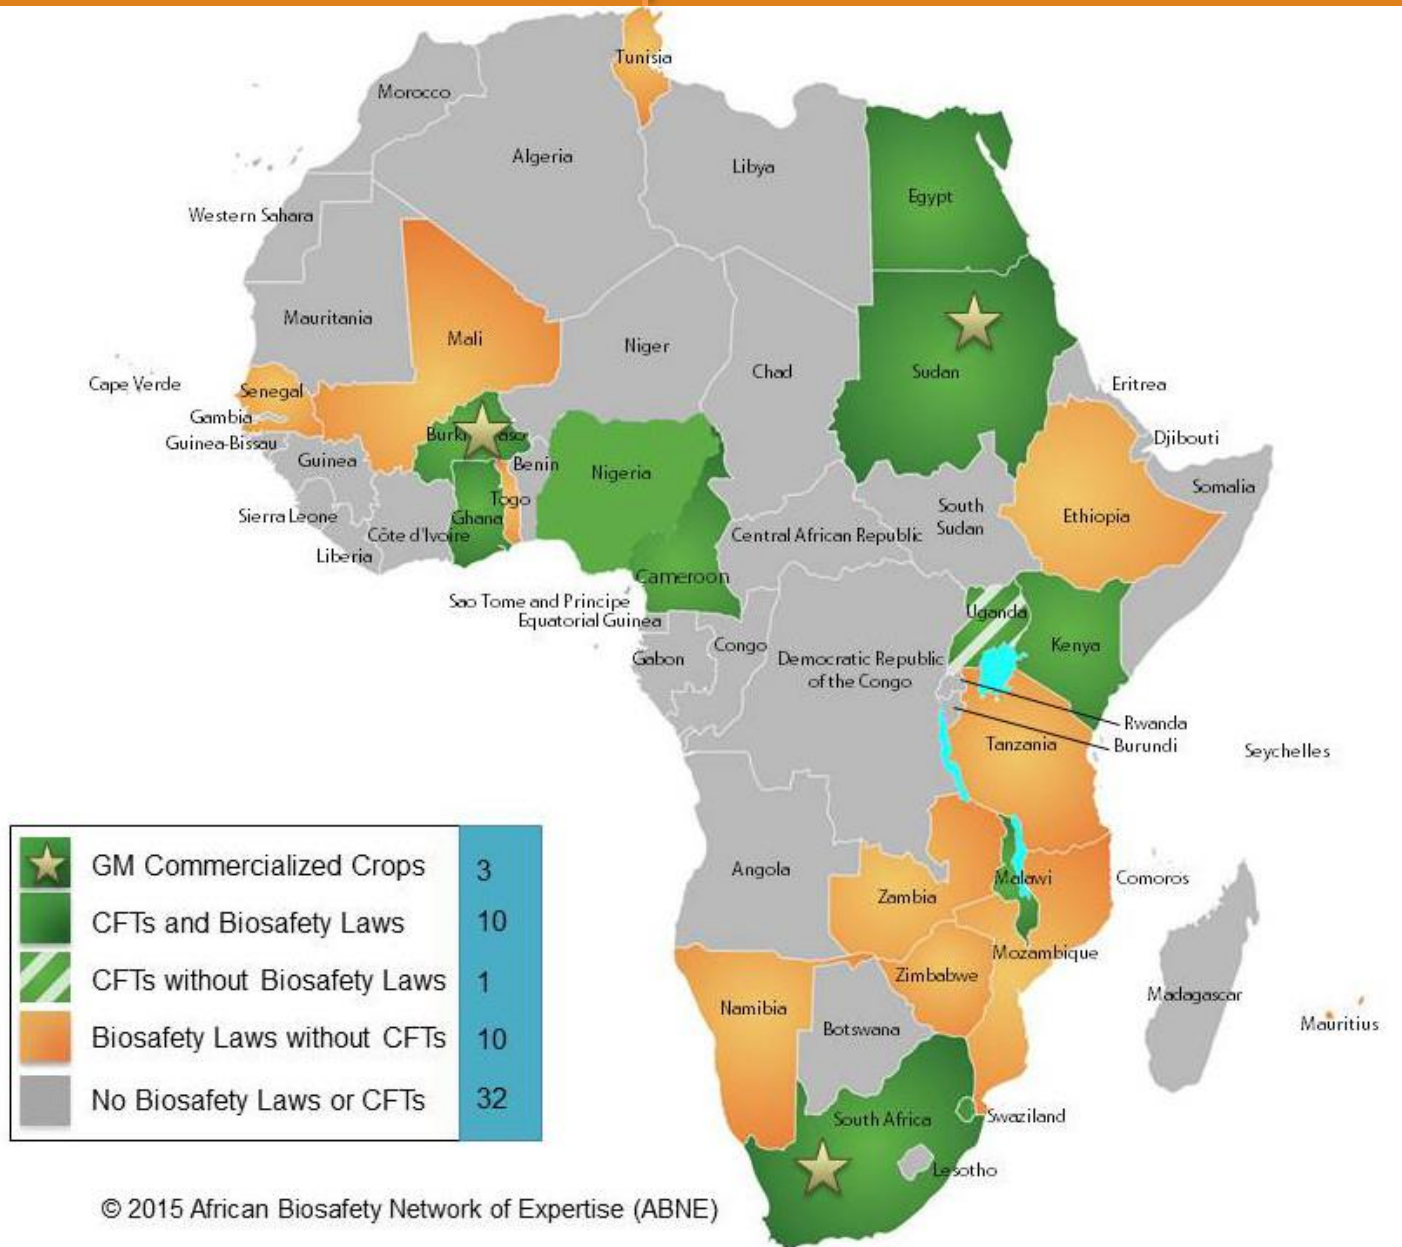 Tunisia
Morocco
Algeria
Libya
Egypt
Western Sahara
Mauritania
Mali
Niger
Chad
Sudan
Cape Verde
Senegal
Eritrea
Gambia
Burki
aso
Guinea-Bissau
Djibouti
Guinea
Benin
Nigeria
Somalia
Togo
Sierra Leone
Ghana
South
Sudan
Ethiopia
Côte d'Ivoire
Central African Republic
Liberia
Cameroon
Sao Tome and Principe
Equatorial Guinea
Uganda
Gabon
Congo
Democratic Republic
of the Congo
Kenya
Rwanda
Burundi
Tanzania
Seychelles
Angola
Zambia
Malawi
Comoros
Mozambique
Zimbabwe
Namibia
Botswana
Madagascar
Mauritius
South Africa
Swaziland
Lesotho
GM Commercialized Crops 3
CFTs and Biosafety Laws 10
CFTs without Biosafety Laws 1
Biosafety Laws without CFTs 10
No Biosafety Laws or CFTs 32
© 2015 African Biosafety Network of Expertise (ABNE)